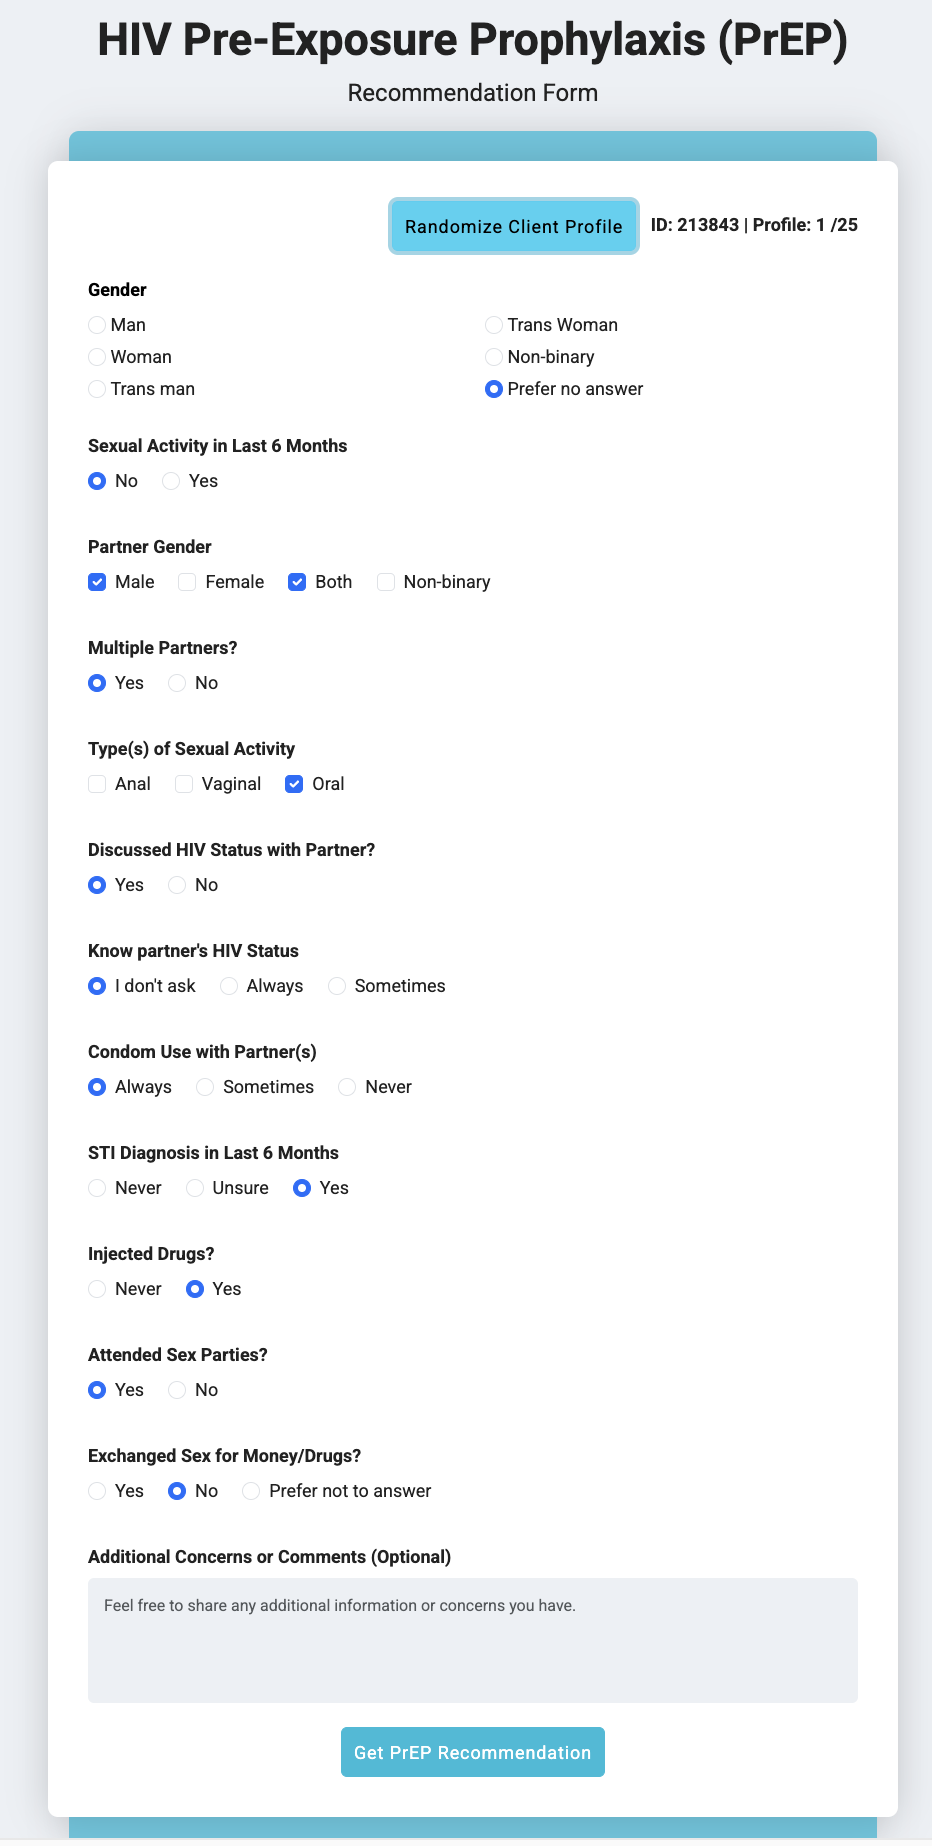 HIV Pre-Exposure Prophylaxis (PrEP)
Recommendation Form
Randomize Client Profile ID: 213843 | Profile: 1 /25
Gender
Man Trans Woman
Woman Non-binary
Trans man Prefer no answer
Sexual Activity in Last 6 Months
No Yes
Partner Gender
Male Female Both Non-binary
Multiple Partners?
Yes No
Type(s) of Sexual Activity
Anal Vaginal Oral
Discussed HIV Status with Partner?
Yes No
Know partner's HIV Status
I don't ask Always Sometimes
Condom Use with Partner(s)
Always Sometimes Never
STI Diagnosis in Last 6 Months
Never Unsure Yes
Injected Drugs?
Never Yes
Attended Sex Parties?
Yes No
Exchanged Sex for Money/Drugs?
Yes No Prefer not to answer
Additional Concerns or Comments (Optional)
Feel free to share any additional information or concerns you have.
Get PrEP Recommendation